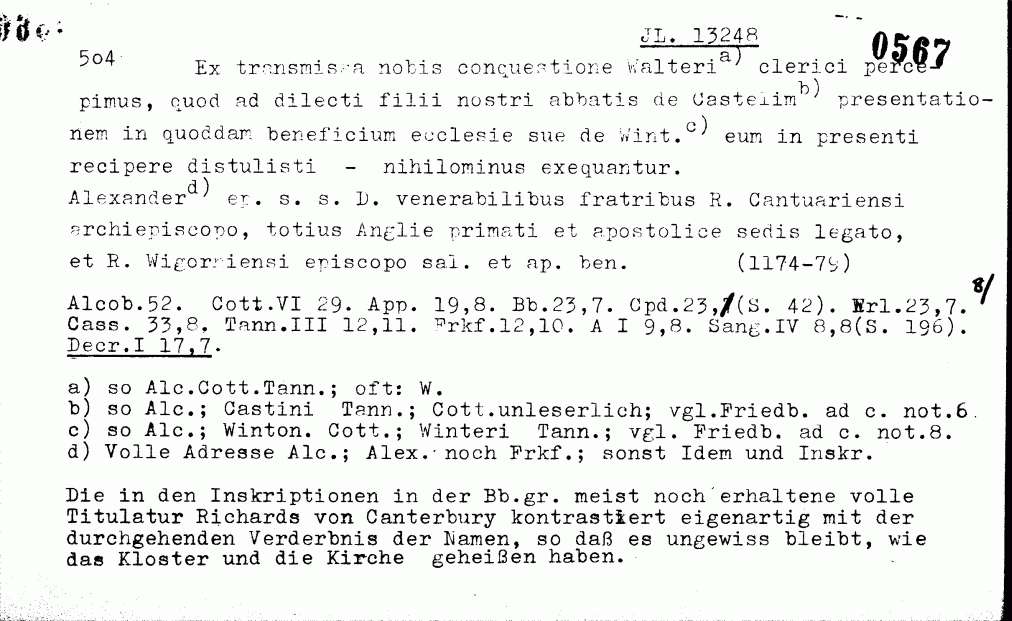 JL. 13248
0567
504
Ex transmissa nobis conquestione Walteri a) clerici perce-
pimus, quod ad dilecti filii nostri abbatis de Castelim b) presentatio-
nem in quoddam beneficium ecclesie sue de Wint. c) eum in presenti
recipere distulisti - nihilominus exequantur.
Alexander d) ep. s. s. D. venerabilibus fratribus R. Cantuariensi
archiepiscopo, totius Anglie primati et apostolice sedis legato,
et R. Wigorniensi episcopo sal. et ap. ben. (1174-79)
8/
Alcob.52. Cott.VI 29. App. 19,8. Bb.23,7. Cpd.23,/(S. 42). Erl.23,7.
Cass. 33,8. Tann.III 12,11. Frkf.12,10. A I 9,8. Sang.IV 8,8(S. 196).
Decr.I 17,7.
a) so Alc.Cott.Tann.; oft: W.
b) so Alc.; Castini Tann.; Cott.unleserlich; vgl.Friedb. ad c. not.6.
c) so Alc.; Winton. Cott.; Winteri Tann.; vgl. Friedb. ad c. not.8.
d) Volle Adresse Alc.; Alex. noch Frkf.; sonst Idem und Inskr.
Die in den Inskriptionen in der Bb.gr. meist noch erhaltene volle
Titulatur Richards von Canterbury kontrastiert eigenartig mit der
durchgehenden Verderbnis der Namen, so daß es ungewiss bleibt, wie
das Kloster und die Kirche geheißen haben.